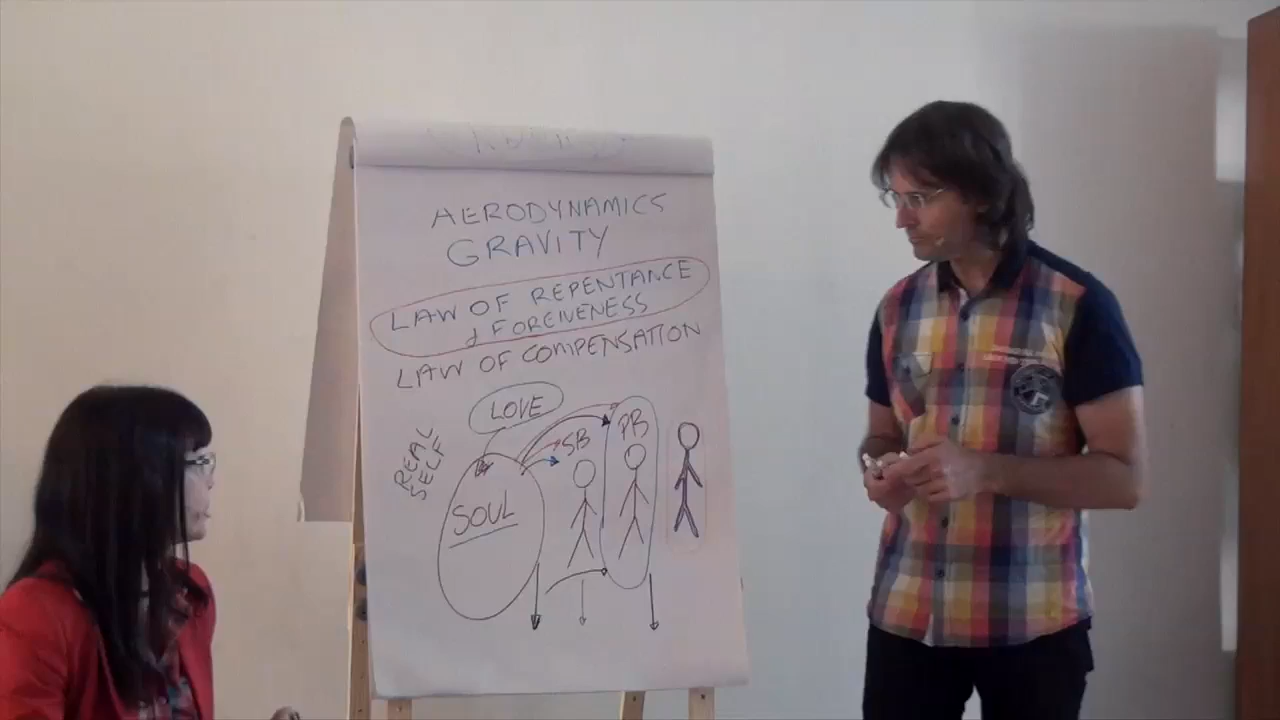 AERODYNAMICS
GRAVITY
LAW OF REPENTANCE
& FORGIVENESS
LAW OF COMPENSATION
LOVE
REAL
SELF
SB
PB
SOUL